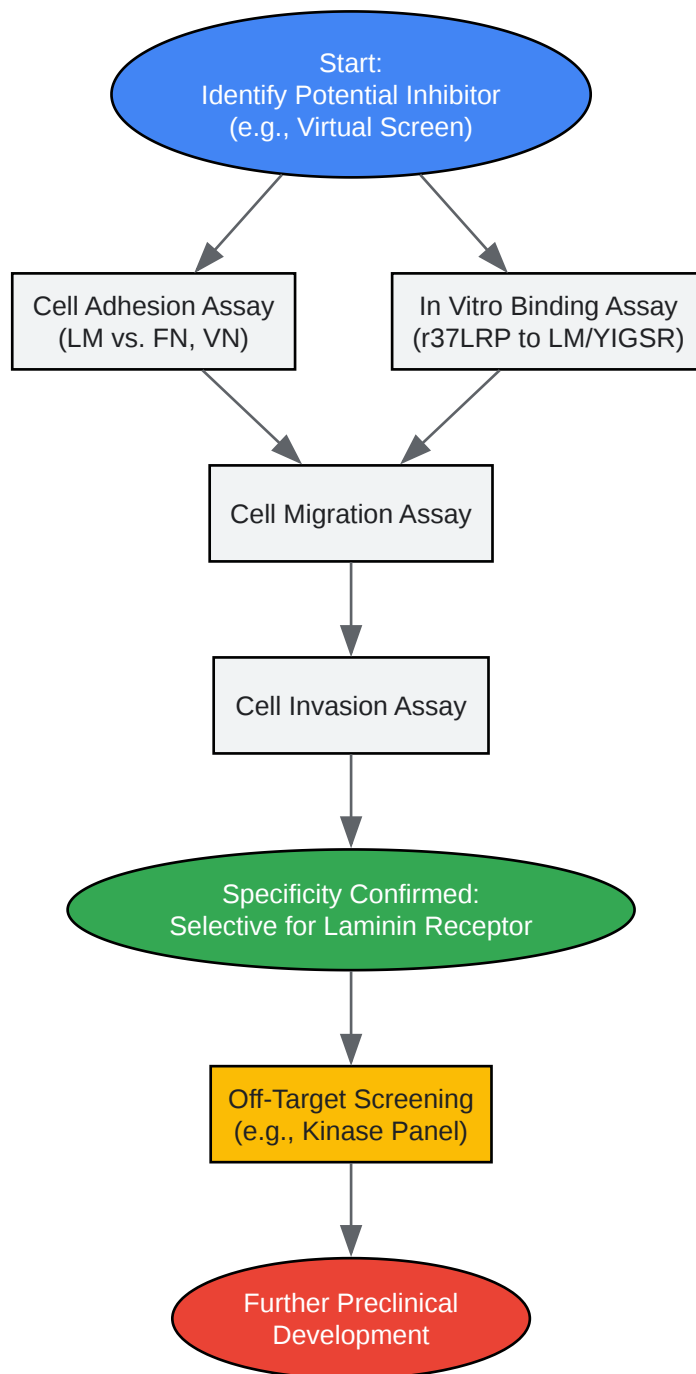 Start:
Identify Potential Inhibitor
(e.g., Virtual Screen)
Cell Adhesion Assay
(LM vs. FN, VN)
In Vitro Binding Assay
(r37LRP to LM/YIGSR)
Cell Migration Assay
Cell Invasion Assay
Specificity Confirmed:
Selective for Laminin Receptor
Off-Target Screening
(e.g., Kinase Panel)
Further Preclinical
Development